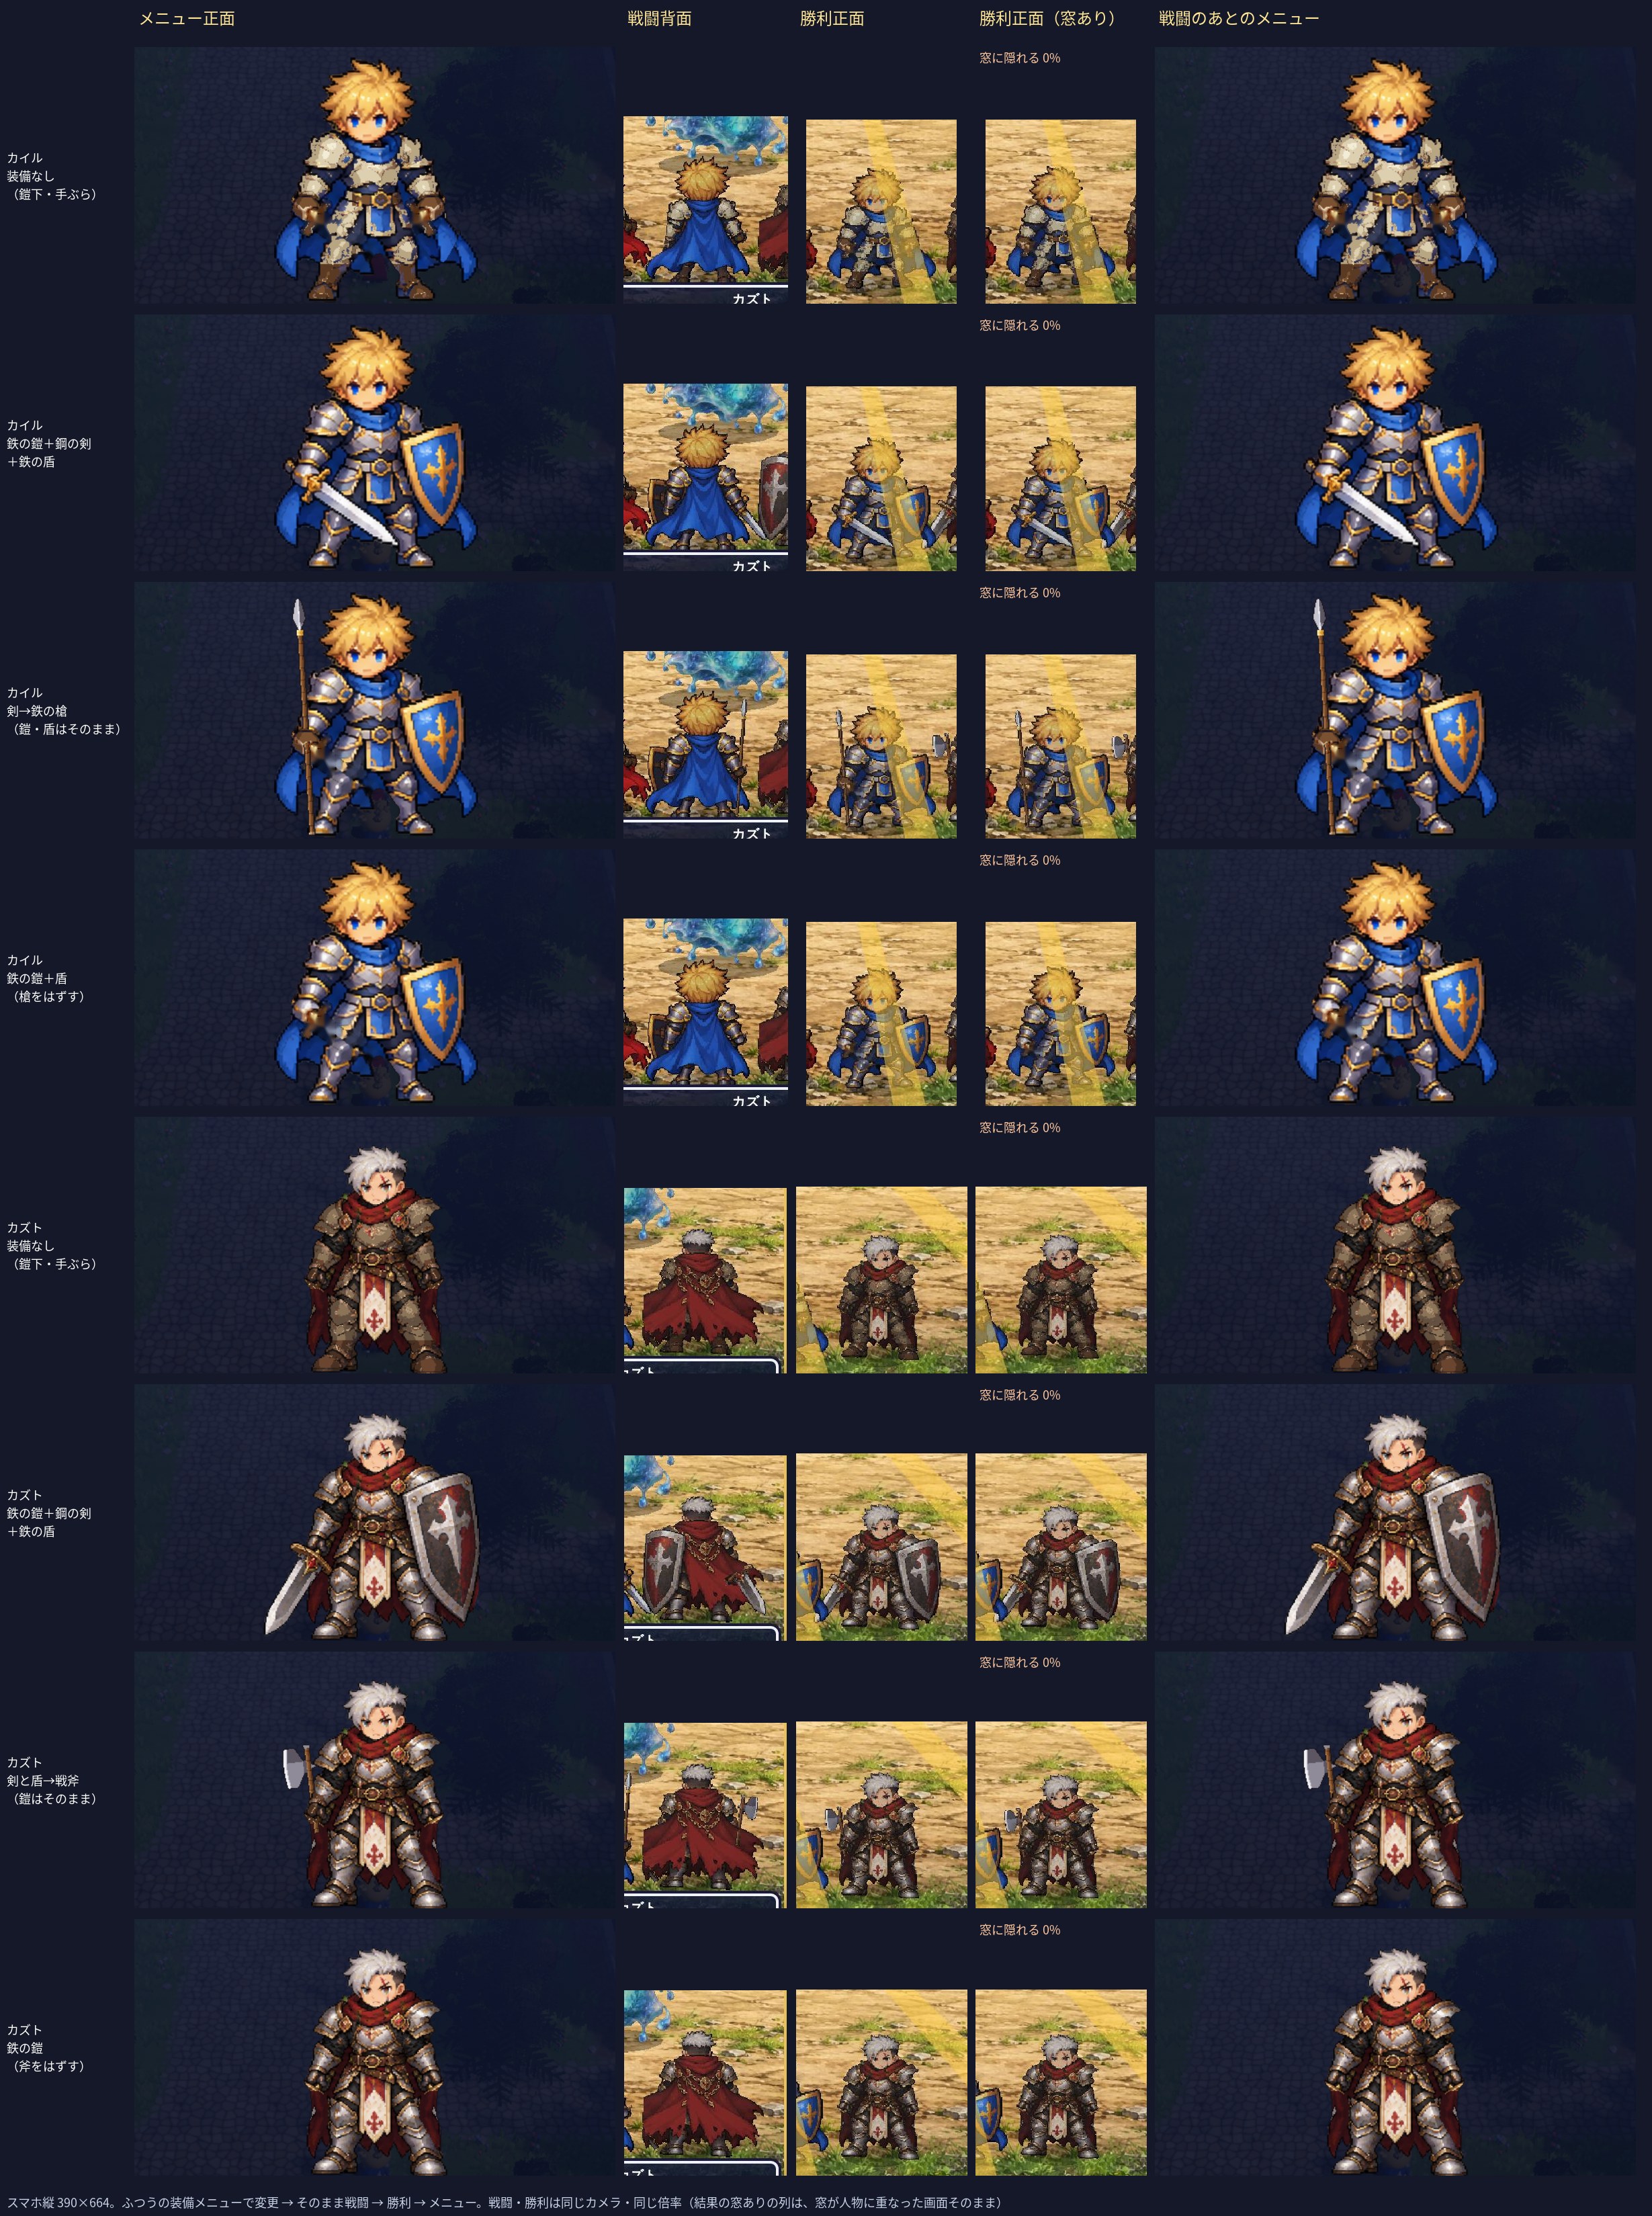 メニュー正面
戦闘背面
勝利正面
勝利正面（窓あり）
戦闘のあとのメニュー
窓に隠れる 0%
カイル
装備なし
（鎧下・手ぶら）
カズト
窓に隠れる 0%
カイル
鉄の鎧＋鋼の剣
＋鉄の盾
カズト
窓に隠れる 0%
カイル
剣→鉄の槍
（鎧・盾はそのまま）
カズト
窓に隠れる 0%
カイル
鉄の鎧＋盾
（槍をはずす）
カズト
窓に隠れる 0%
カズト
装備なし
（鎧下・手ぶら）
ズト
窓に隠れる 0%
カズト
鉄の鎧＋鋼の剣
＋鉄の盾
ズト
窓に隠れる 0%
カズト
剣と盾→戦斧
（鎧はそのまま）
ズト
窓に隠れる 0%
カズト
鉄の鎧
（斧をはずす）
ズト
スマホ縦 390×664。ふつうの装備メニューで変更 → そのまま戦闘 → 勝利 → メニュー。戦闘・勝利は同じカメラ・同じ倍率（結果の窓ありの列は、窓が人物に重なった画面そのまま）